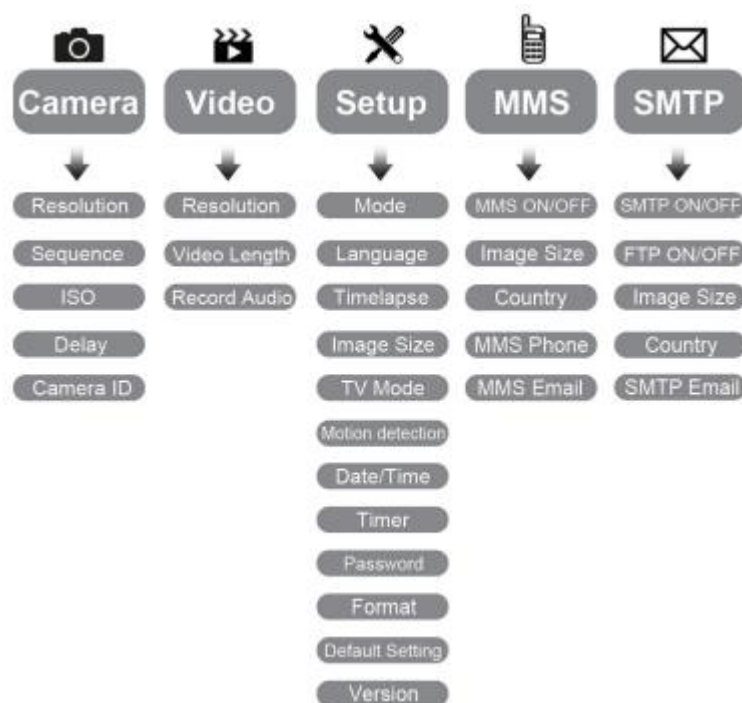 Camera
Video
Setup
MMS
SMTP
Resolution
Sequence
ISO
Delay
Camera ID
Resolution
Video Length
Record Audio
Mode
Language
Timelapse
Image Size
TV Mode
Motion detection
Date/Time
Timer
Password
Format
Default Setting
Version
MMS ON/OFF
Image Size
Country
MMS Phone
MMS Email
SMTP ON/OFF
FTP ON/OFF
Image Size
Country
SMTP Email